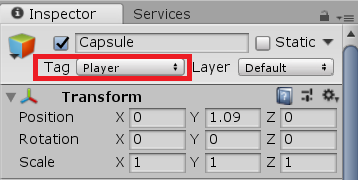 Inspector Services
Capsule Static
Tag Player Layer Default
Transform
Position X 0 Y 1.09 Z 0
Rotation X 0 Y 0 Z 0
Scale X 1 Y 1 Z 1